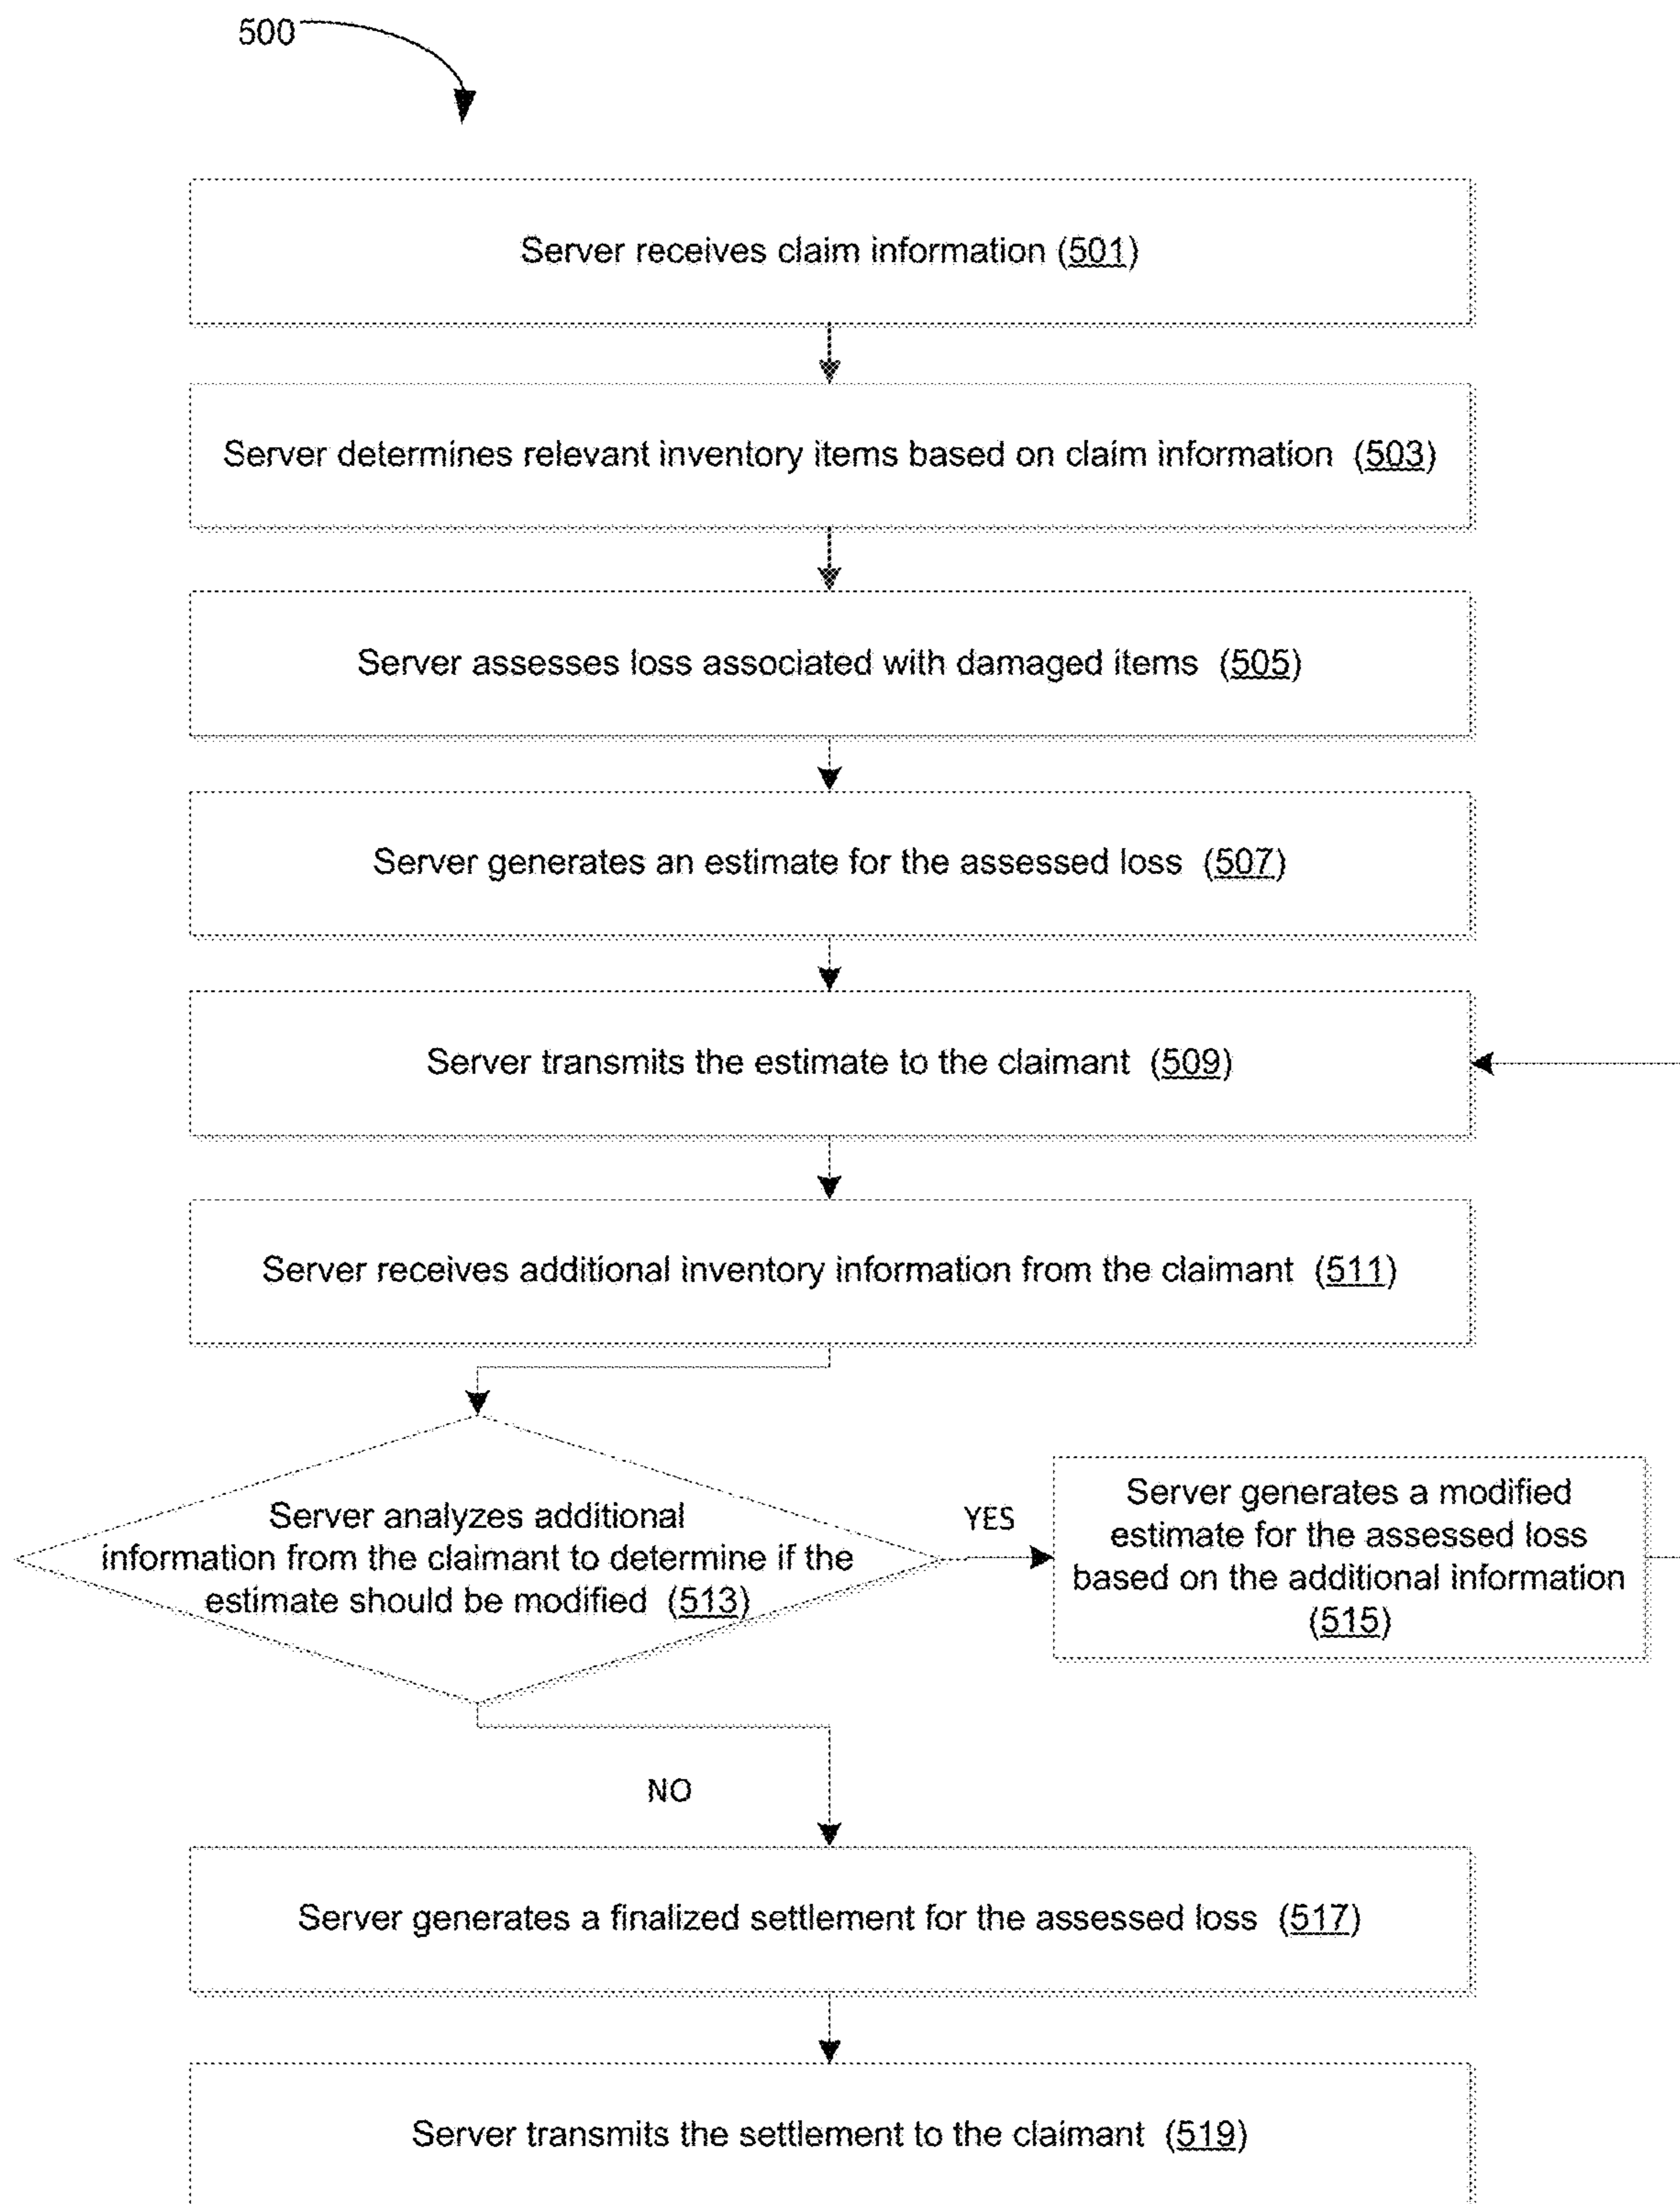 500
Server receives claim information (501)
Server determines relevant inventory items based on claim information (503)
Server assesses loss associated with damaged items (505)
Server generates an estimate for the assessed loss (507)
Server transmits the estimate to the claimant (509)
Server receives additional inventory information from the claimant (511)
Server analyzes additional
information from the claimant to determine if the
estimate should be modified (513)
YES
Server generates a modified
estimate for the assessed loss
based on the additional information
(515)
NO
Server generates a finalized settlement for the assessed loss (517)
Server transmits the settlement to the claimant (519)